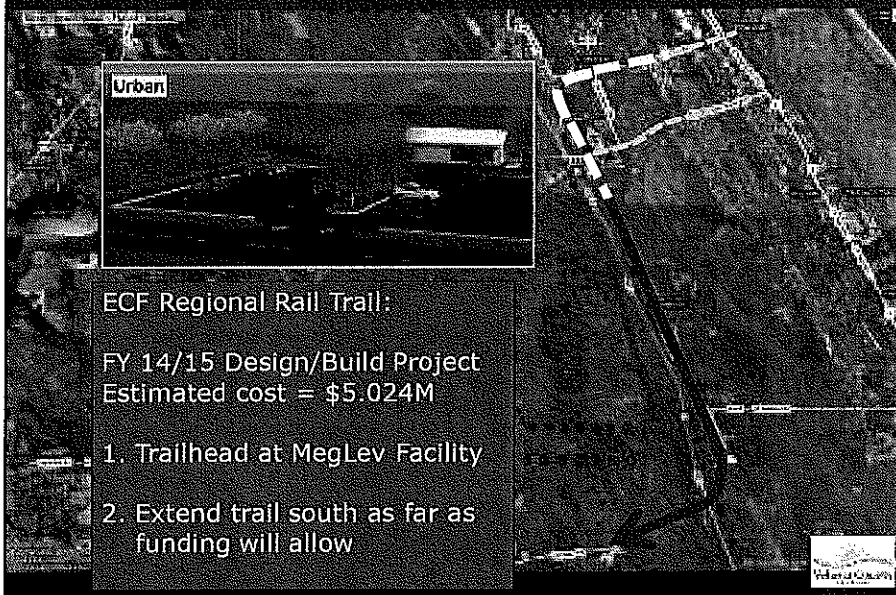 Urban
ECF Regional Rail Trail:
FY 14/15 Design/Build Project
Estimated cost = $5.024M
1. Trailhead at MegLev Facility
2. Extend trail south as far as
funding will allow